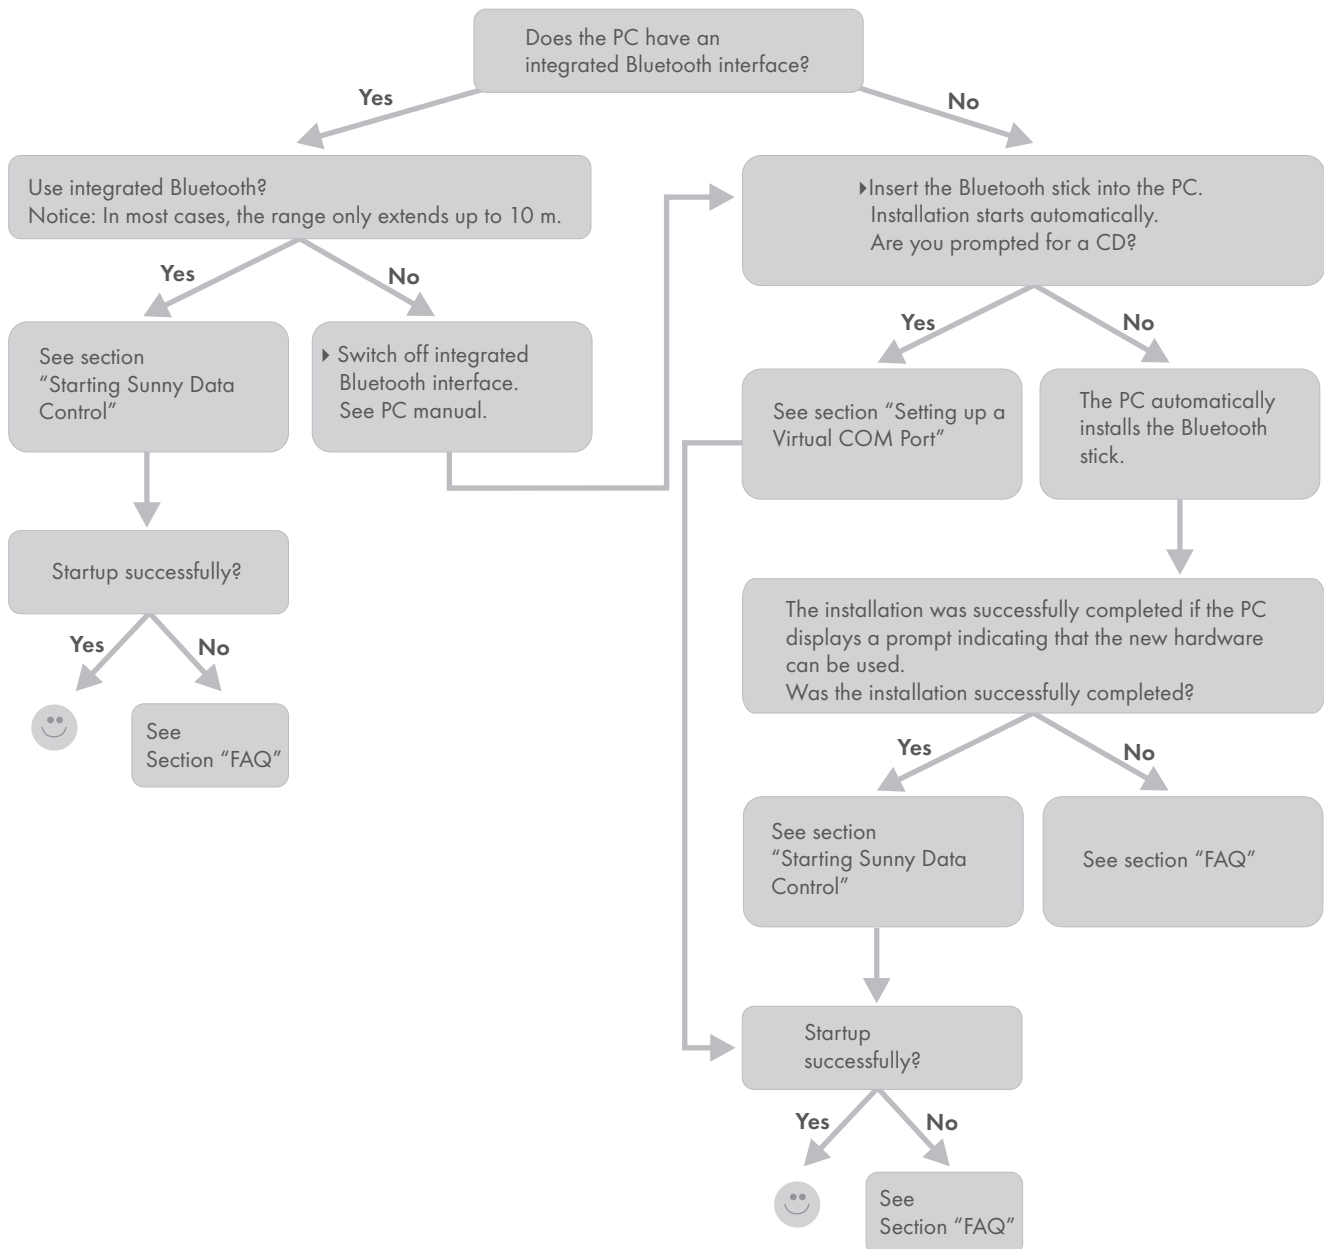 Does the PC have an
integrated Bluetooth interface?
Yes
No
Use integrated Bluetooth?
Notice: In most cases, the range only extends up to 10 m.
Yes
No
See section
“Starting Sunny Data
Control”
Switch off integrated
Bluetooth interface.
See PC manual.
Startup successfully?
Yes
No
See
Section “FAQ”
Insert the Bluetooth stick into the PC.
Installation starts automatically.
Are you prompted for a CD?
Yes
No
See section “Setting up a
Virtual COM Port”
The PC automatically
installs the Bluetooth
stick.
The installation was successfully completed if the PC
displays a prompt indicating that the new hardware
can be used.
Was the installation successfully completed?
Yes
No
See section
“Starting Sunny Data
Control”
See section “FAQ”
Startup
successfully?
Yes
No
See
Section “FAQ”